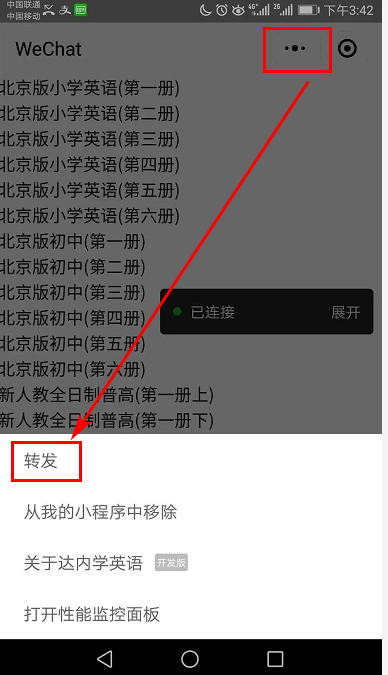 中国联通
中国移动
4G
2G
下午3:42
WeChat
北京版小学英语(第一册)
北京版小学英语(第二册)
北京版小学英语(第三册)
北京版小学英语(第四册)
北京版小学英语(第五册)
北京版小学英语(第六册)
北京版初中(第一册)
北京版初中(第二册)
北京版初中(第三册)
已连接 展开
北京版初中(第四册)
北京版初中(第五册)
北京版初中(第六册)
新人教全日制普高(第一册上)
新人教全日制普高(第一册下)
转发
从我的小程序中移除
关于达内学英语 开发版
打开性能监控面板